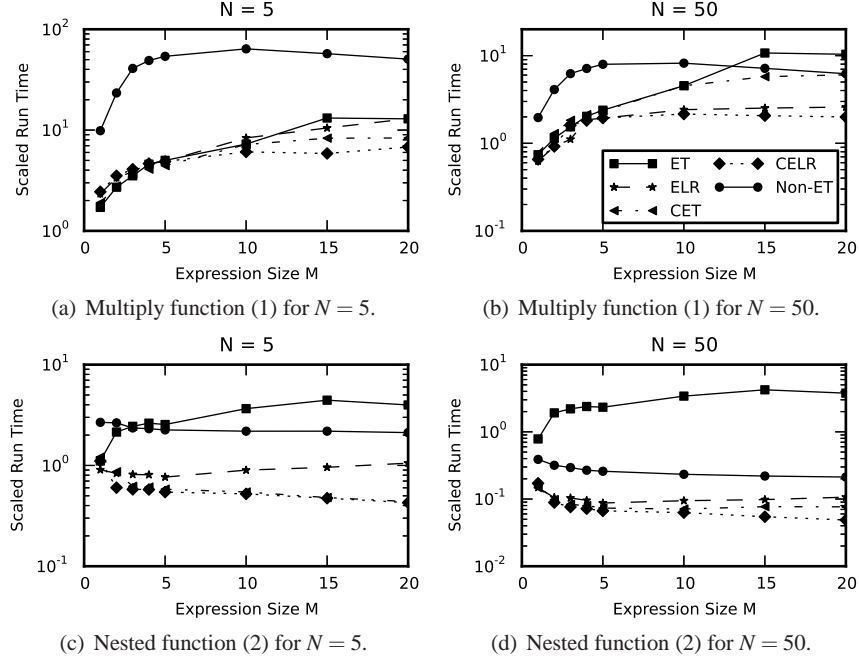 N = 5
10^2
10^1
10^0
Scaled Run Time
0 5 10 15 20
Expression Size M
(a) Multiply function (1) for N = 5.
N = 50
10^2
10^1
10^0
10^-1
Scaled Run Time
ET
ELR
CET
CELR
Non-ET
0 5 10 15 20
Expression Size M
(b) Multiply function (1) for N = 50.
N = 5
10^1
10^0
10^-1
Scaled Run Time
0 5 10 15 20
Expression Size M
(c) Nested function (2) for N = 5.
N = 50
10^1
10^0
10^-1
10^-2
Scaled Run Time
0 5 10 15 20
Expression Size M
(d) Nested function (2) for N = 50.